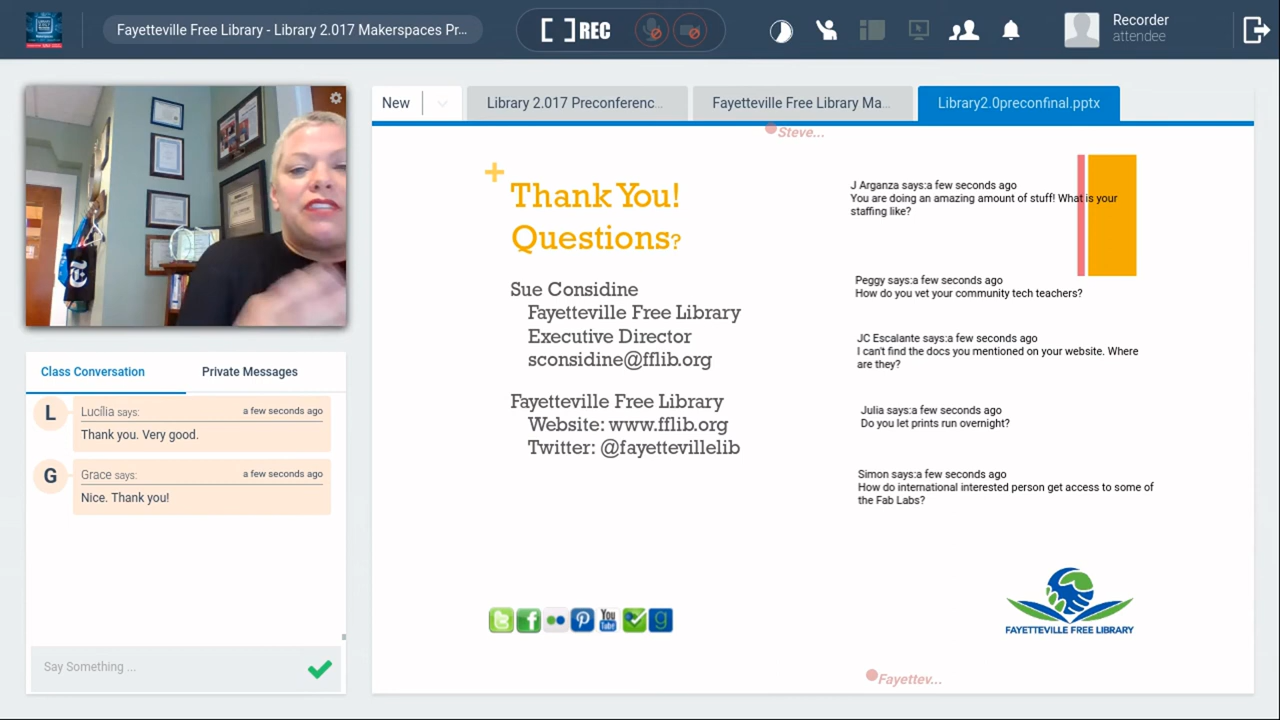 Fayetteville Free Library - Library 2.017 Makerspaces Pr...
[ ] REC
Recorder
attendee
New
Library 2.017 Preconferenc...
Fayetteville Free Library Ma...
Library2.0preconfinal.pptx
Steve...
+
Thank You!
Questions?
Sue Considine
Fayetteville Free Library
Executive Director
sconsidine@fflib.org
Fayetteville Free Library
Website: www.fflib.org
Twitter: @fayettevillelib
J Arganza says:a few seconds ago
You are doing an amazing amount of stuff! What is your
staffing like?
Peggy says:a few seconds ago
How do you vet your community tech teachers?
JC Escalante says:a few seconds ago
I can't find the docs you mentioned on your website. Where
are they?
Julia says:a few seconds ago
Do you let prints run overnight?
Simon says:a few seconds ago
How do international interested person get access to some of
the Fab Labs?
FAYETTEVILLE FREE LIBRARY
Fayettev...
Class Conversation
Private Messages
L
Lucília says:
a few seconds ago
Thank you. Very good.
G
Grace says:
a few seconds ago
Nice. Thank you!
Say Something ...